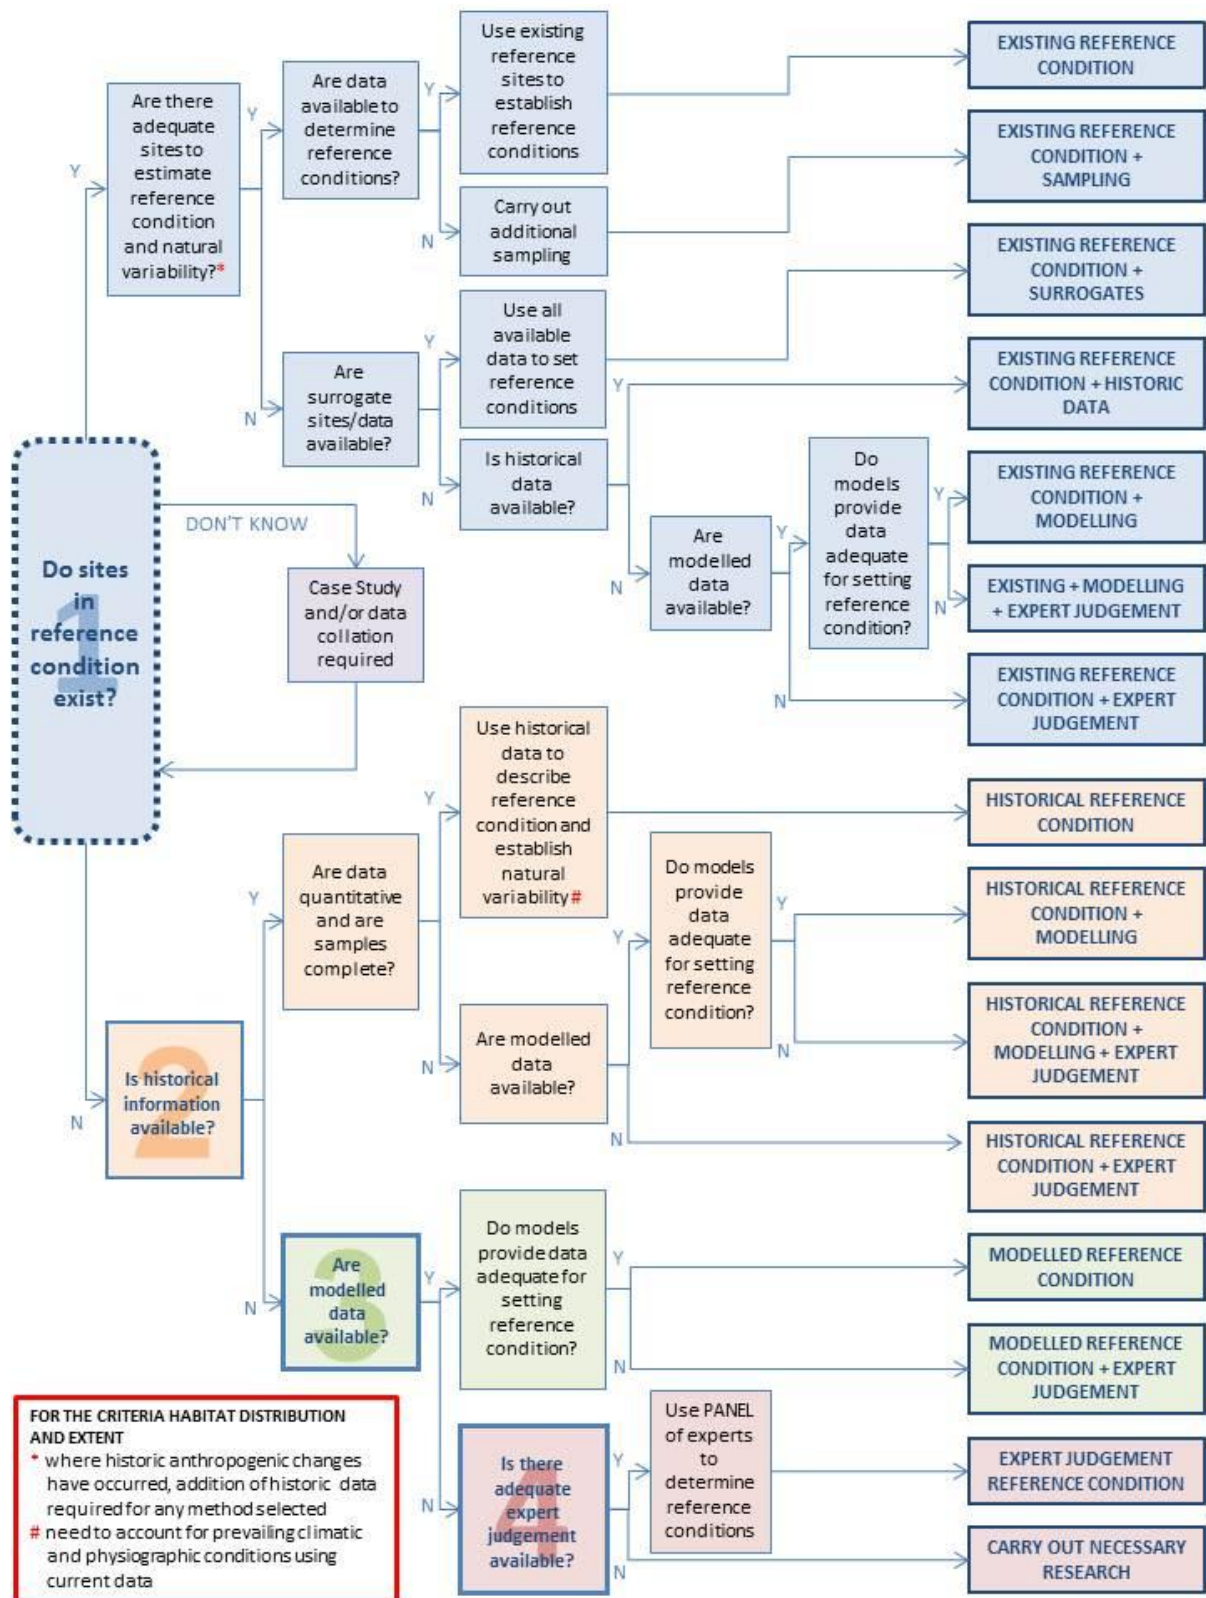 Do sites
in
reference
condition
exist?
1
Y
DON'T KNOW
N
Case Study
and/or data
collation
required
Are there
adequate
sites to
estimate
reference
condition
and natural
variability?*
Y
N
Are data
available to
determine
reference
conditions?
Y
N
Use existing
reference
sites to
establish
reference
conditions
EXISTING REFERENCE
CONDITION
Carry out
additional
sampling
EXISTING REFERENCE
CONDITION +
SAMPLING
Are
surrogate
sites/data
available?
Y
N
Use all
available
data to set
reference
conditions
EXISTING REFERENCE
CONDITION +
SURROGATES
Is historical
data
available?
Y
N
EXISTING REFERENCE
CONDITION + HISTORIC
DATA
Are
modelled
data
available?
Y
N
Do
models
provide
data
adequate
for setting
reference
condition?
Y
N
EXISTING REFERENCE
CONDITION +
MODELLING
EXISTING + MODELLING
+ EXPERT JUDGEMENT
EXISTING REFERENCE
CONDITION + EXPERT
JUDGEMENT
2
Is historical
information
available?
Y
N
Are data
quantitative
and are
samples
complete?
Y
N
Use historical
data to
describe
reference
condition and
establish
natural
variability #
HISTORICAL REFERENCE
CONDITION
Are modelled
data
available?
Y
N
Do models
provide
data
adequate
for setting
reference
condition?
Y
N
HISTORICAL REFERENCE
CONDITION +
MODELLING
HISTORICAL REFERENCE
CONDITION +
MODELLING + EXPERT
JUDGEMENT
HISTORICAL REFERENCE
CONDITION + EXPERT
JUDGEMENT
3
Are
modelled
data
available?
Y
N
Do models
provide data
adequate for
setting
reference
condition?
Y
N
MODELLED REFERENCE
CONDITION
MODELLED REFERENCE
CONDITION + EXPERT
JUDGEMENT
4
Is there
adequate
expert
judgement
available?
Y
N
Use PANEL
of experts
to
determine
reference
conditions
EXPERT JUDGEMENT
REFERENCE CONDITION
CARRY OUT NECESSARY
RESEARCH
FOR THE CRITERIA HABITAT DISTRIBUTION
AND EXTENT
* where historic anthropogenic changes
have occurred, addition of historic data
required for any method selected
# need to account for prevailing climatic
and physiographic conditions using
current data